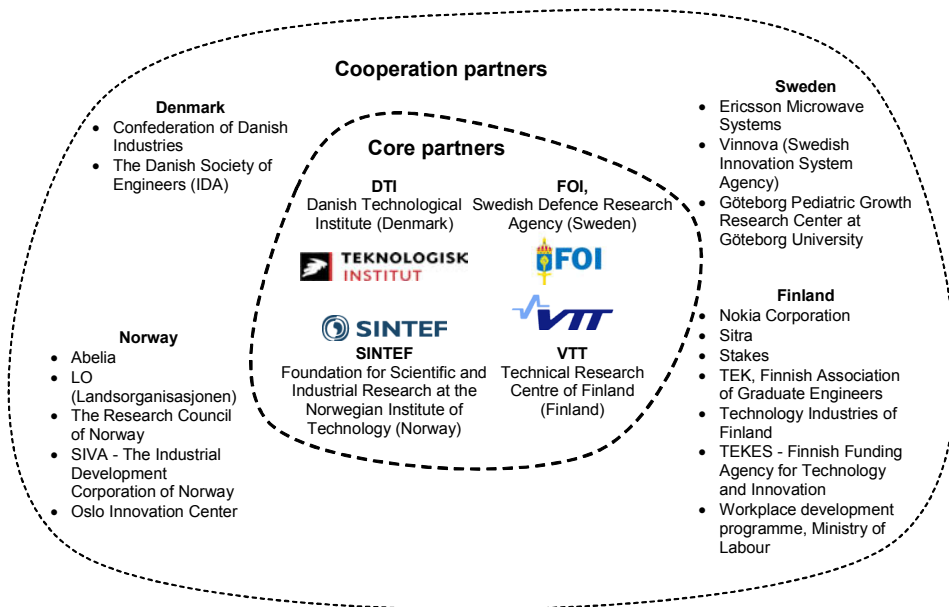 Cooperation partners
Denmark
• Confederation of Danish
Industries
• The Danish Society of
Engineers (IDA)
Sweden
• Ericsson Microwave
Systems
• Vinnova (Swedish
Innovation System
Agency)
• Göteborg Pediatric Growth
Research Center at
Göteborg University
Core partners
DTI
Danish Technological
Institute (Denmark)
TEKNOLOGISK
INSTITUT
FOI,
Swedish Defence Research
Agency (Sweden)
FOI
SINTEF
SINTEF
Foundation for Scientific and
Industrial Research at the
Norwegian Institute of
Technology (Norway)
VTT
VTT
Technical Research
Centre of Finland
(Finland)
Norway
• Abelia
• LO
(Landsorganisasjonen)
• The Research Council
of Norway
• SIVA - The Industrial
Development
Corporation of Norway
• Oslo Innovation Center
Finland
• Nokia Corporation
• Sitra
• Stakes
• TEK, Finnish Association
of Graduate Engineers
• Technology Industries of
Finland
• TEKES - Finnish Funding
Agency for Technology
and Innovation
• Workplace development
programme, Ministry of
Labour